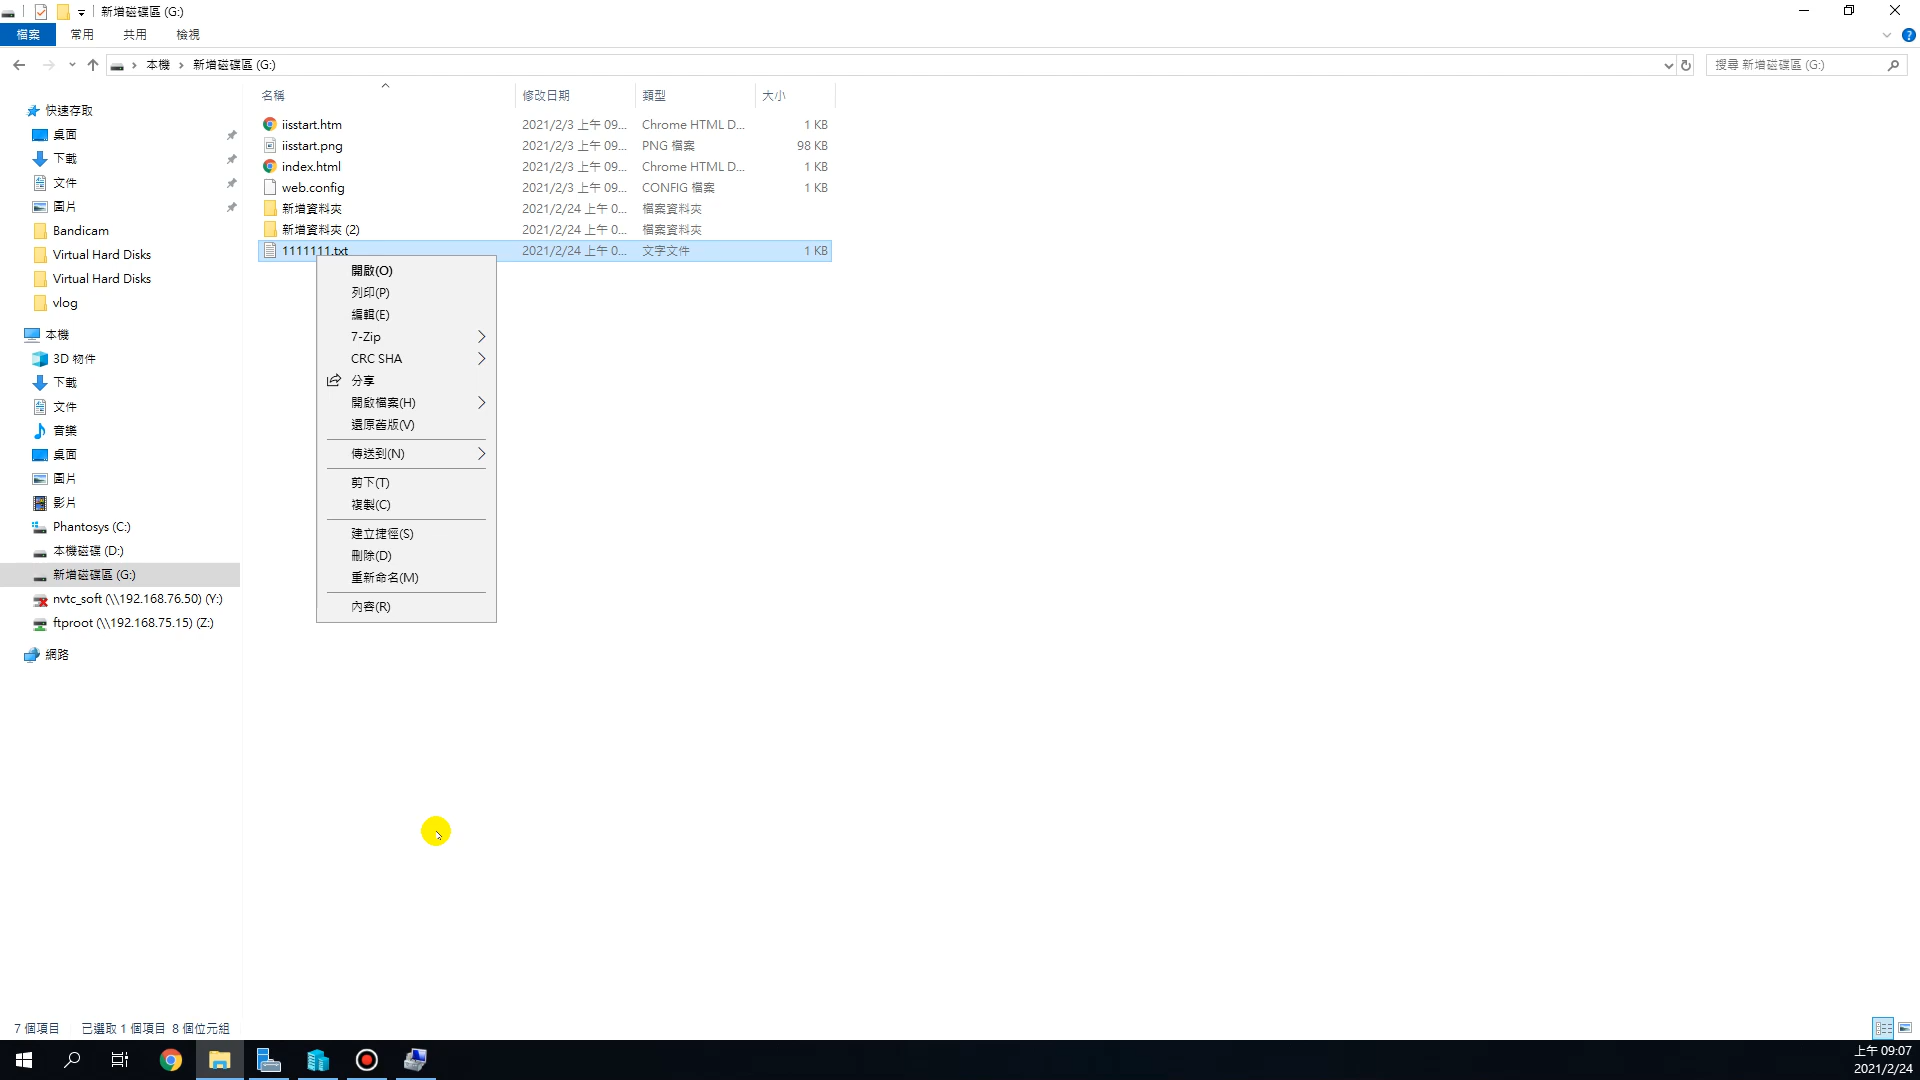 新增磁碟區 (G:)
檔案 常用 共用 檢視
本機 新增磁碟區 (G:) 搜尋 新增磁碟區 (G:)
名稱 修改日期 類型 大小
iisstart.htm 2021/2/3 上午 09... Chrome HTML D... 1 KB
iisstart.png 2021/2/3 上午 09... PNG 檔案 98 KB
index.html 2021/2/3 上午 09... Chrome HTML D... 1 KB
web.config 2021/2/3 上午 09... CONFIG 檔案 1 KB
新增資料夾 2021/2/24 上午 0... 檔案資料夾
新增資料夾 (2) 2021/2/24 上午 0... 檔案資料夾
1111111.txt 2021/2/24 上午 0... 文字文件 1 KB
快速存取
桌面
下載
文件
圖片
Bandicam
Virtual Hard Disks
Virtual Hard Disks
vlog
本機
3D 物件
下載
文件
音樂
桌面
圖片
影片
Phantosys (C:)
本機磁碟 (D:)
新增磁碟區 (G:)
nvtc_soft (\\192.168.76.50) (Y:)
ftproot (\\192.168.75.15) (Z:)
網路
開啟(O)
列印(P)
編輯(E)
7-Zip
CRC SHA
分享
開啟檔案(H)
還原舊版(V)
傳送到(N)
剪下(T)
複製(C)
建立捷徑(S)
刪除(D)
重新命名(M)
內容(R)
7 個項目 已選取 1 個項目 8 個位元組
上午 09:07
2021/2/24